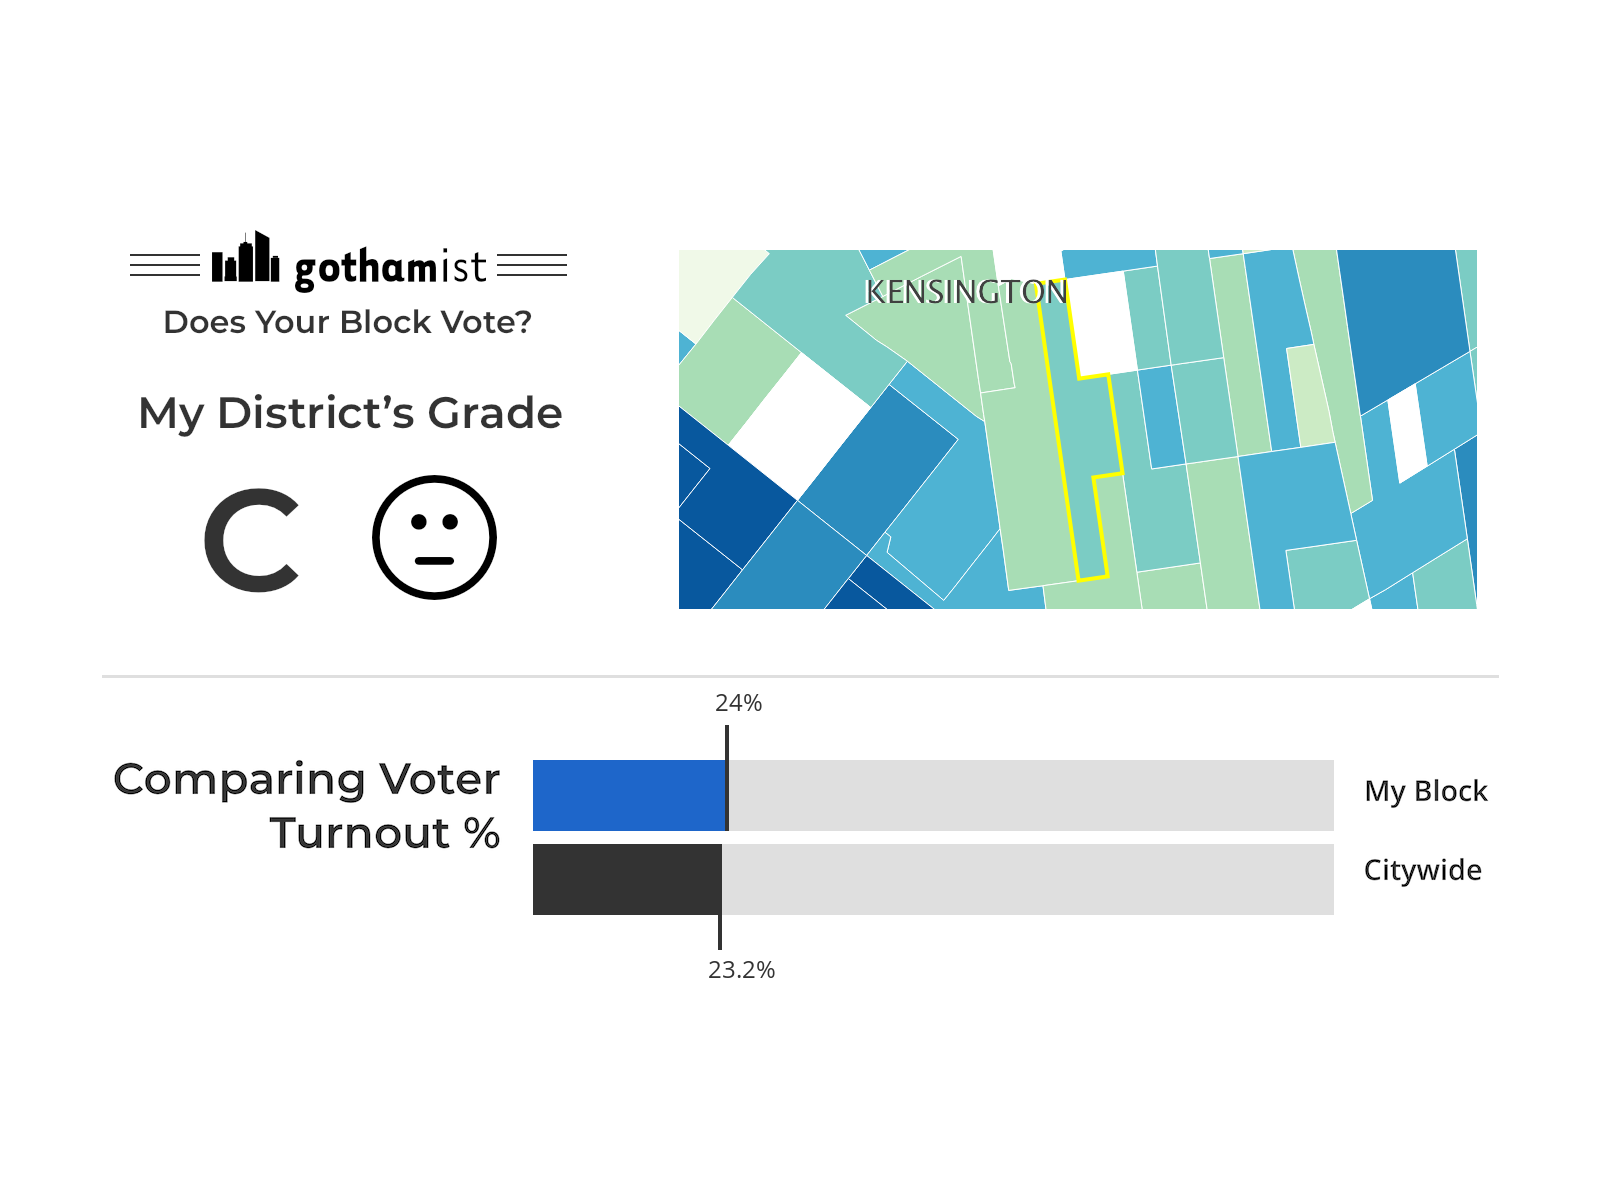 gothamist
Does Your Block Vote?
My District’s Grade
C
KENSINGTON
Comparing Voter
Turnout %
24%
My Block
Citywide
23.2%